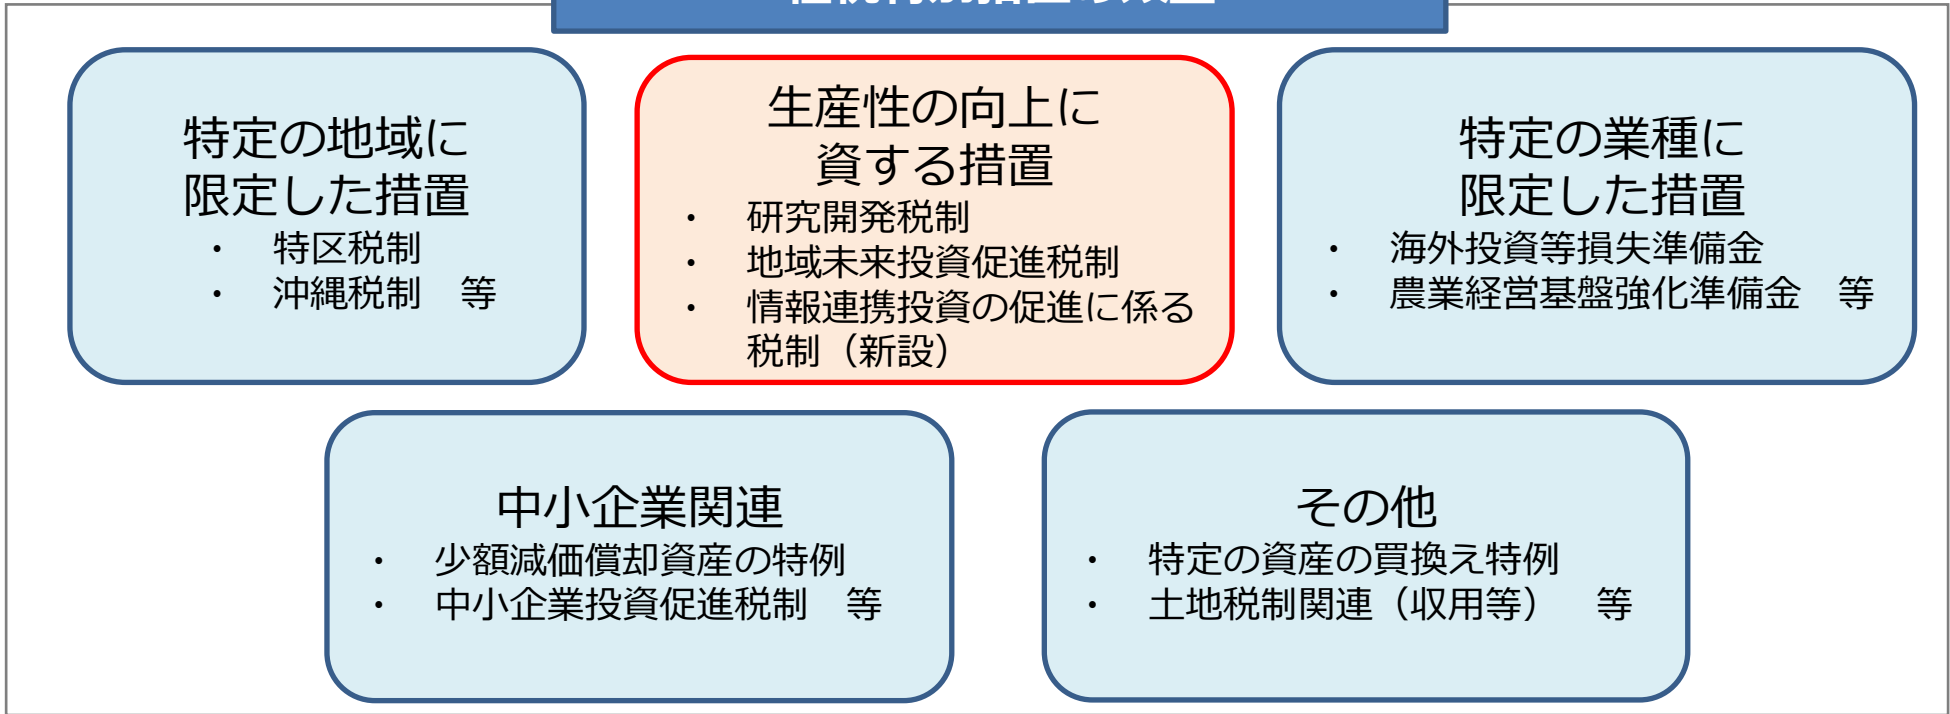 特定の地域に
限定した措置
・ 特区税制
・ 沖縄税制 等
生産性の向上に
資する措置
・ 研究開発税制
・ 地域未来投資促進税制
・ 情報連携投資の促進に係る
税制（新設）
特定の業種に
限定した措置
・ 海外投資等損失準備金
・ 農業経営基盤強化準備金 等
中小企業関連
・ 少額減価償却資産の特例
・ 中小企業投資促進税制 等
その他
・ 特定の資産の買換え特例
・ 土地税制関連（収用等） 等